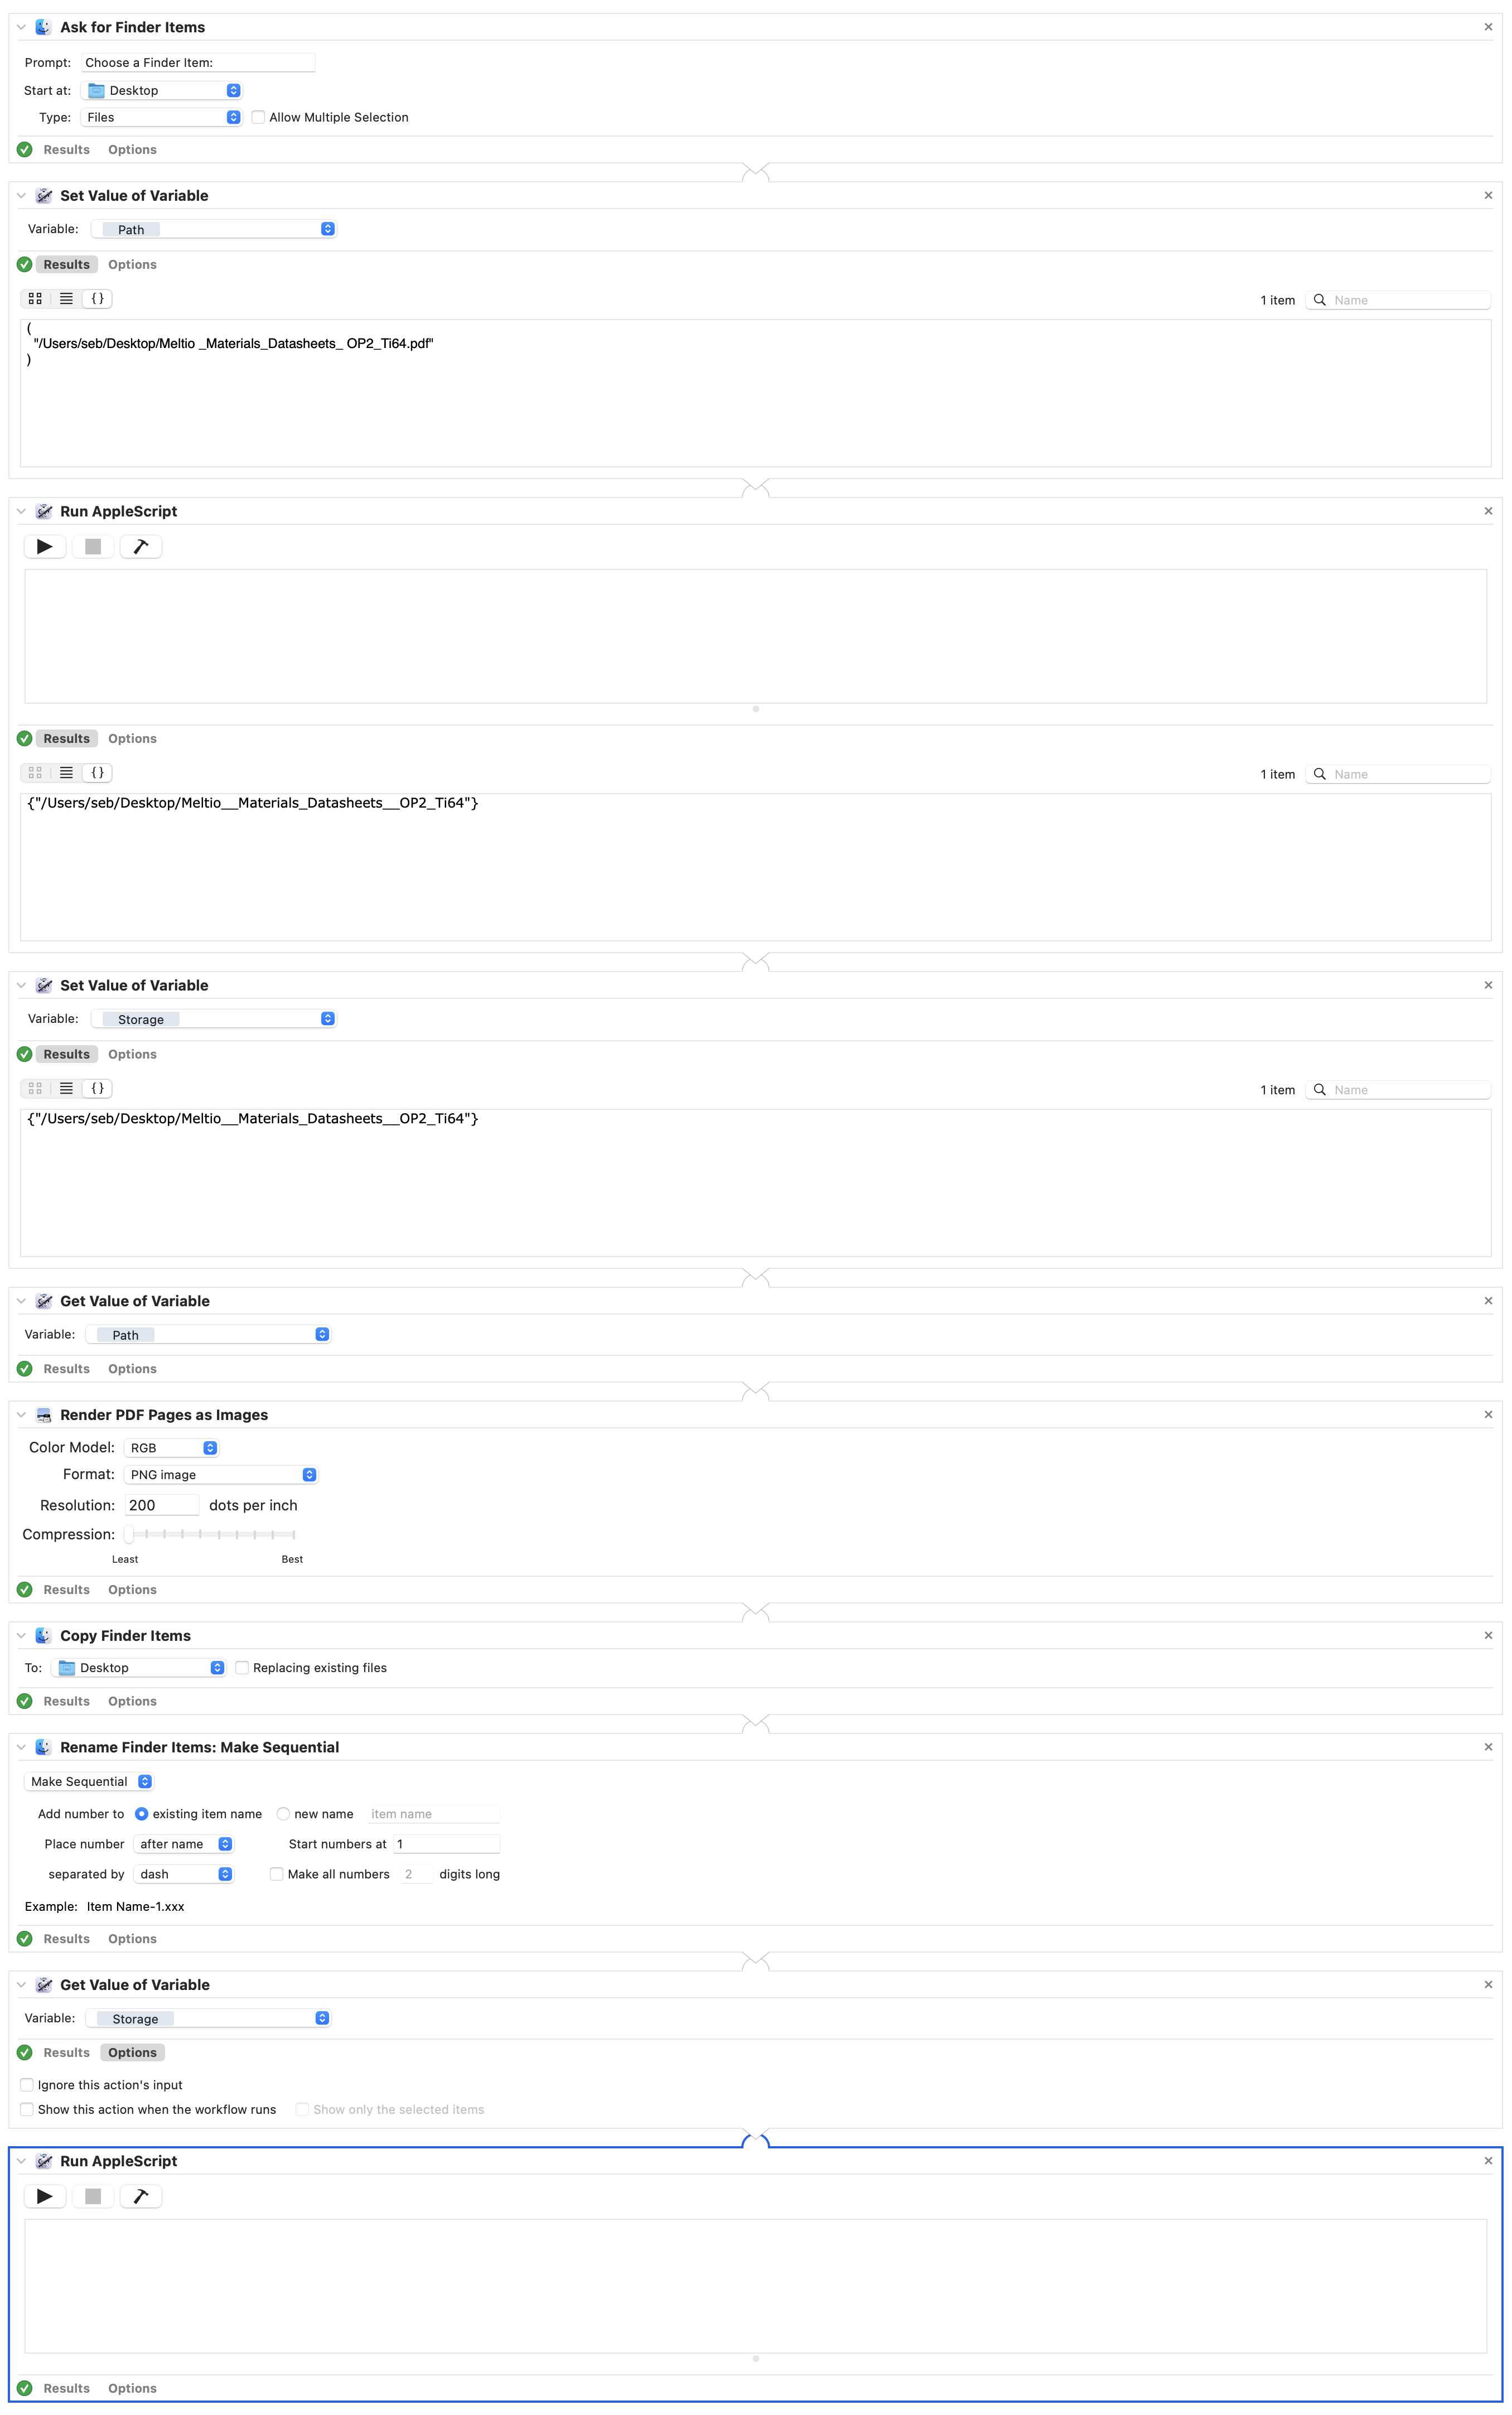 Ask for Finder Items
Prompt: Choose a Finder Item:
Start at: Desktop
Type: Files Allow Multiple Selection
Results Options
Set Value of Variable
Variable: Path
Results Options
{ } 1 item Name
(
"/Users/seb/Desktop/Meltio _Materials_Datasheets_ OP2_Ti64.pdf"
)
Run AppleScript
Results Options
{ } 1 item Name
{"/Users/seb/Desktop/Meltio__Materials_Datasheets__OP2_Ti64"}
Set Value of Variable
Variable: Storage
Results Options
{ } 1 item Name
{"/Users/seb/Desktop/Meltio__Materials_Datasheets__OP2_Ti64"}
Get Value of Variable
Variable: Path
Results Options
Render PDF Pages as Images
Color Model: RGB
Format: PNG image
Resolution: 200 dots per inch
Compression:
Least Best
Results Options
Copy Finder Items
To: Desktop Replacing existing files
Results Options
Rename Finder Items: Make Sequential
Make Sequential
Add number to existing item name new name item name
Place number after name Start numbers at 1
separated by dash Make all numbers 2 digits long
Example: Item Name-1.xxx
Results Options
Get Value of Variable
Variable: Storage
Results Options
Ignore this action's input
Show this action when the workflow runs Show only the selected items
Run AppleScript
Results Options